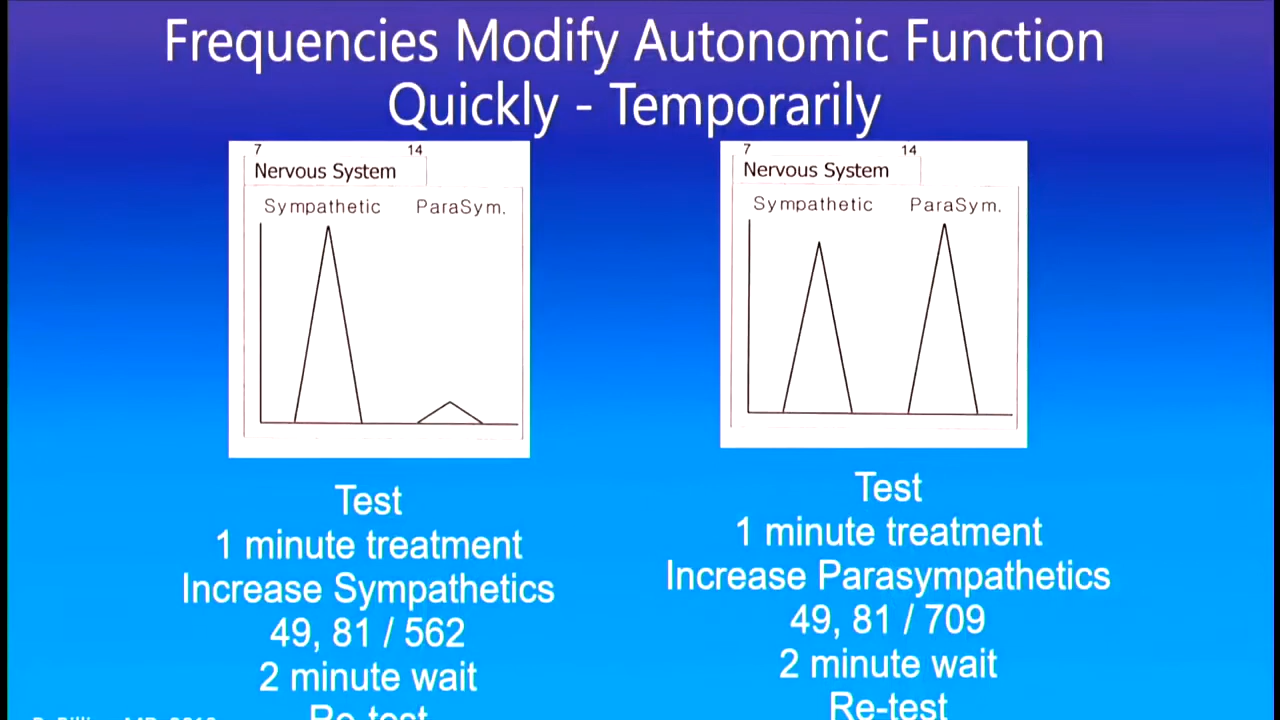 Frequencies Modify Autonomic Function
Quickly - Temporarily
7 14
Nervous System
Sympathetic ParaSym.
7 14
Nervous System
Sympathetic ParaSym.
Test
1 minute treatment
Increase Sympathetics
49, 81 / 562
2 minute wait
Re-test
Test
1 minute treatment
Increase Parasympathetics
49, 81 / 709
2 minute wait
Re-test